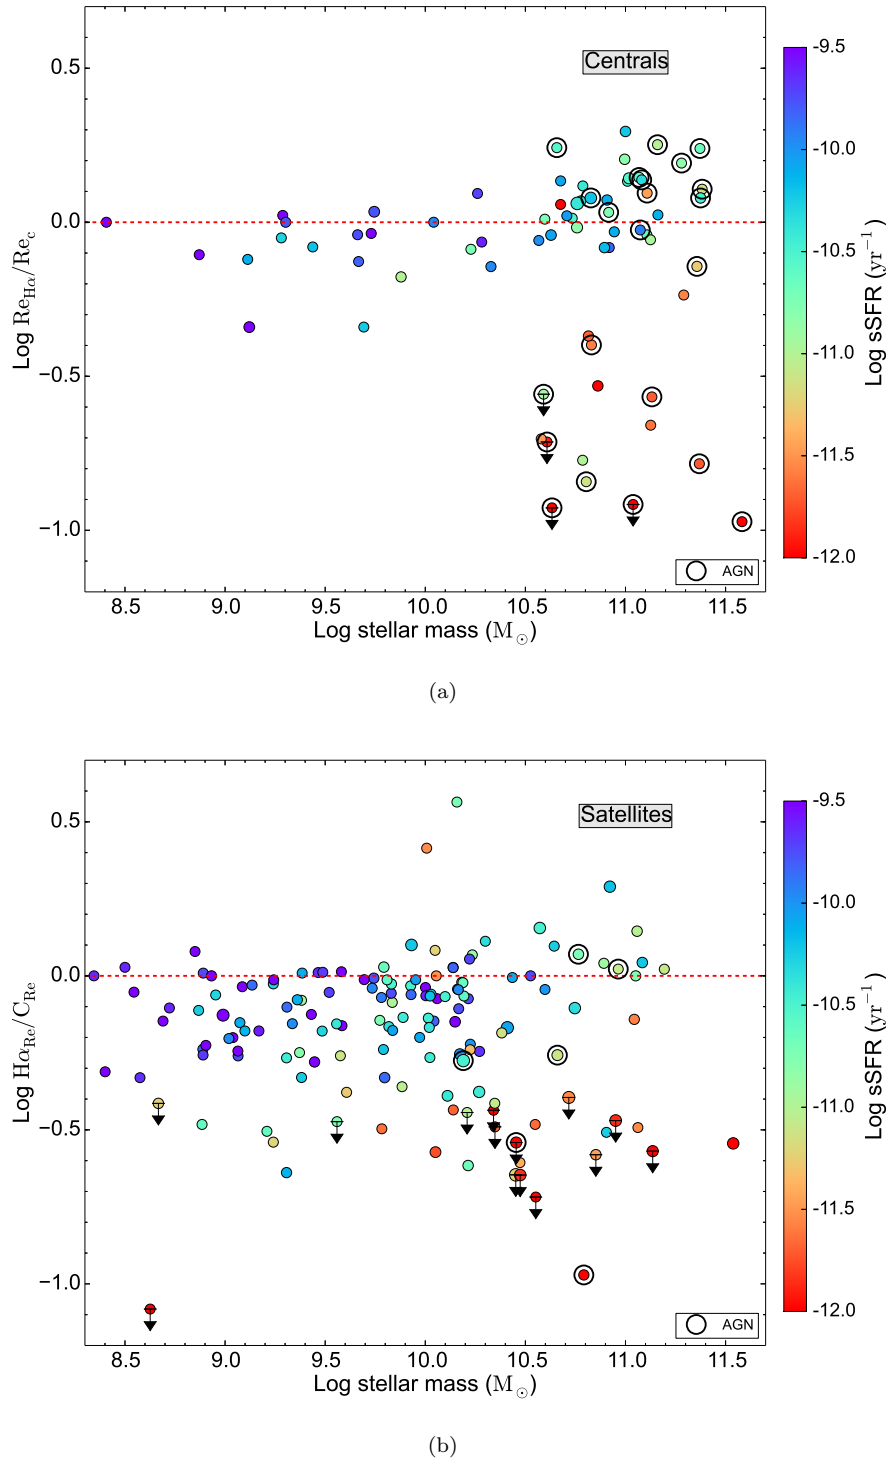 Centrals
0.5
0.0
−0.5
−1.0
Log Re_Hα/Re_c
8.5 9.0 9.5 10.0 10.5 11.0 11.5
Log stellar mass (M_⊙)
AGN
-9.5
-10.0
-10.5
-11.0
-11.5
-12.0
Log sSFR (yr^−1)
(a)
Satellites
0.5
0.0
−0.5
−1.0
Log Hα_Re/C_Re
8.5 9.0 9.5 10.0 10.5 11.0 11.5
Log stellar mass (M_⊙)
AGN
-9.5
-10.0
-10.5
-11.0
-11.5
-12.0
Log sSFR (yr^−1)
(b)